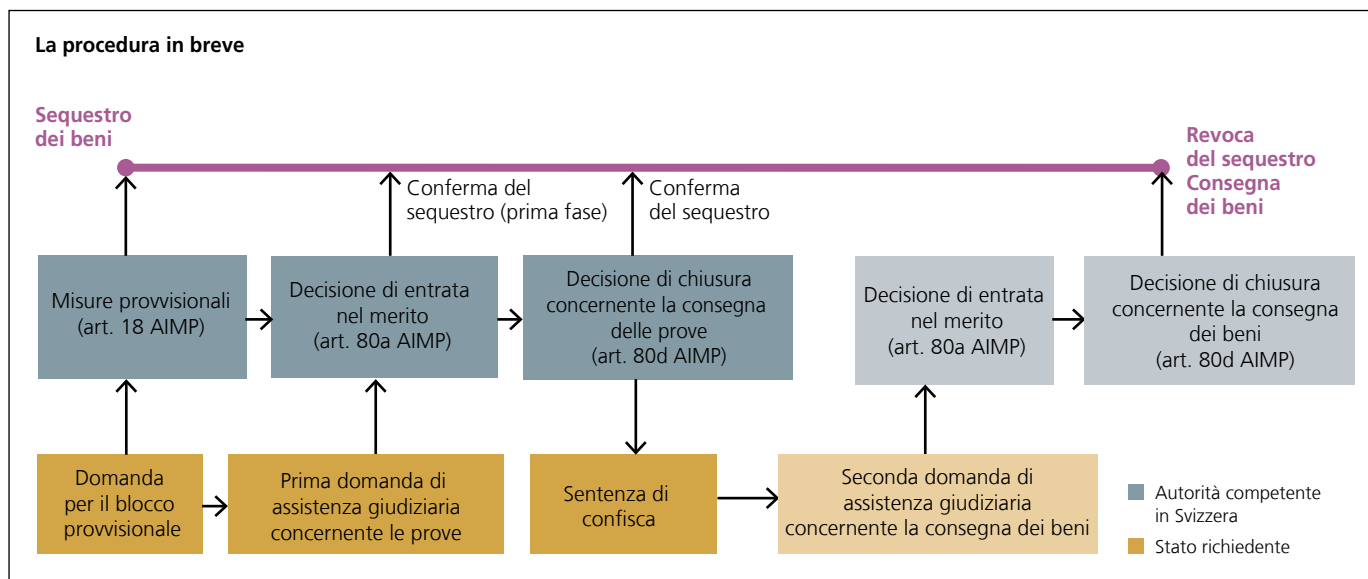 La procedura in breve
Sequestro
dei beni
Revoca
del sequestro
Consegna
dei beni
Conferma del
sequestro (prima fase)
Conferma
del sequestro
Misure provvisionali
(art. 18 AIMP)
Decisione di entrata
nel merito
(art. 80a AIMP)
Decisione di chiusura
concernente la consegna
delle prove
(art. 80d AIMP)
Decisione di entrata
nel merito
(art. 80a AIMP)
Decisione di chiusura
concernente la consegna
dei beni
(art. 80d AIMP)
Domanda
per il blocco
provvisionale
Prima domanda di
assistenza giudiziaria
concernente le prove
Sentenza di
confisca
Seconda domanda di
assistenza giudiziaria
concernente la consegna dei beni
Autorità competente
in Svizzera
Stato richiedente